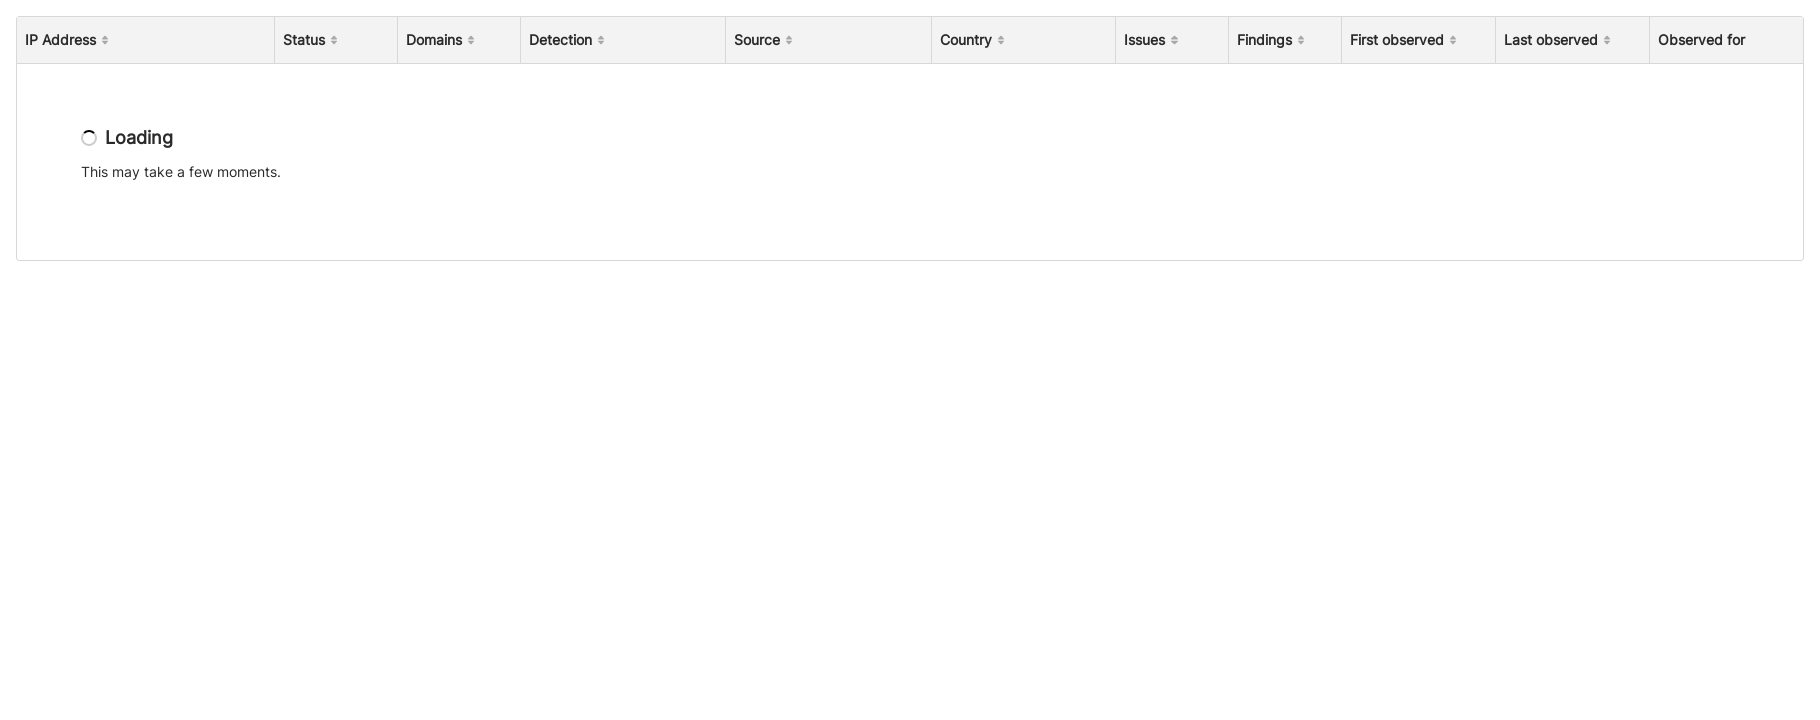 IP Address Status Domains Detection Source Country Issues Findings First observed Last observed Observed for
Loading
This may take a few moments.